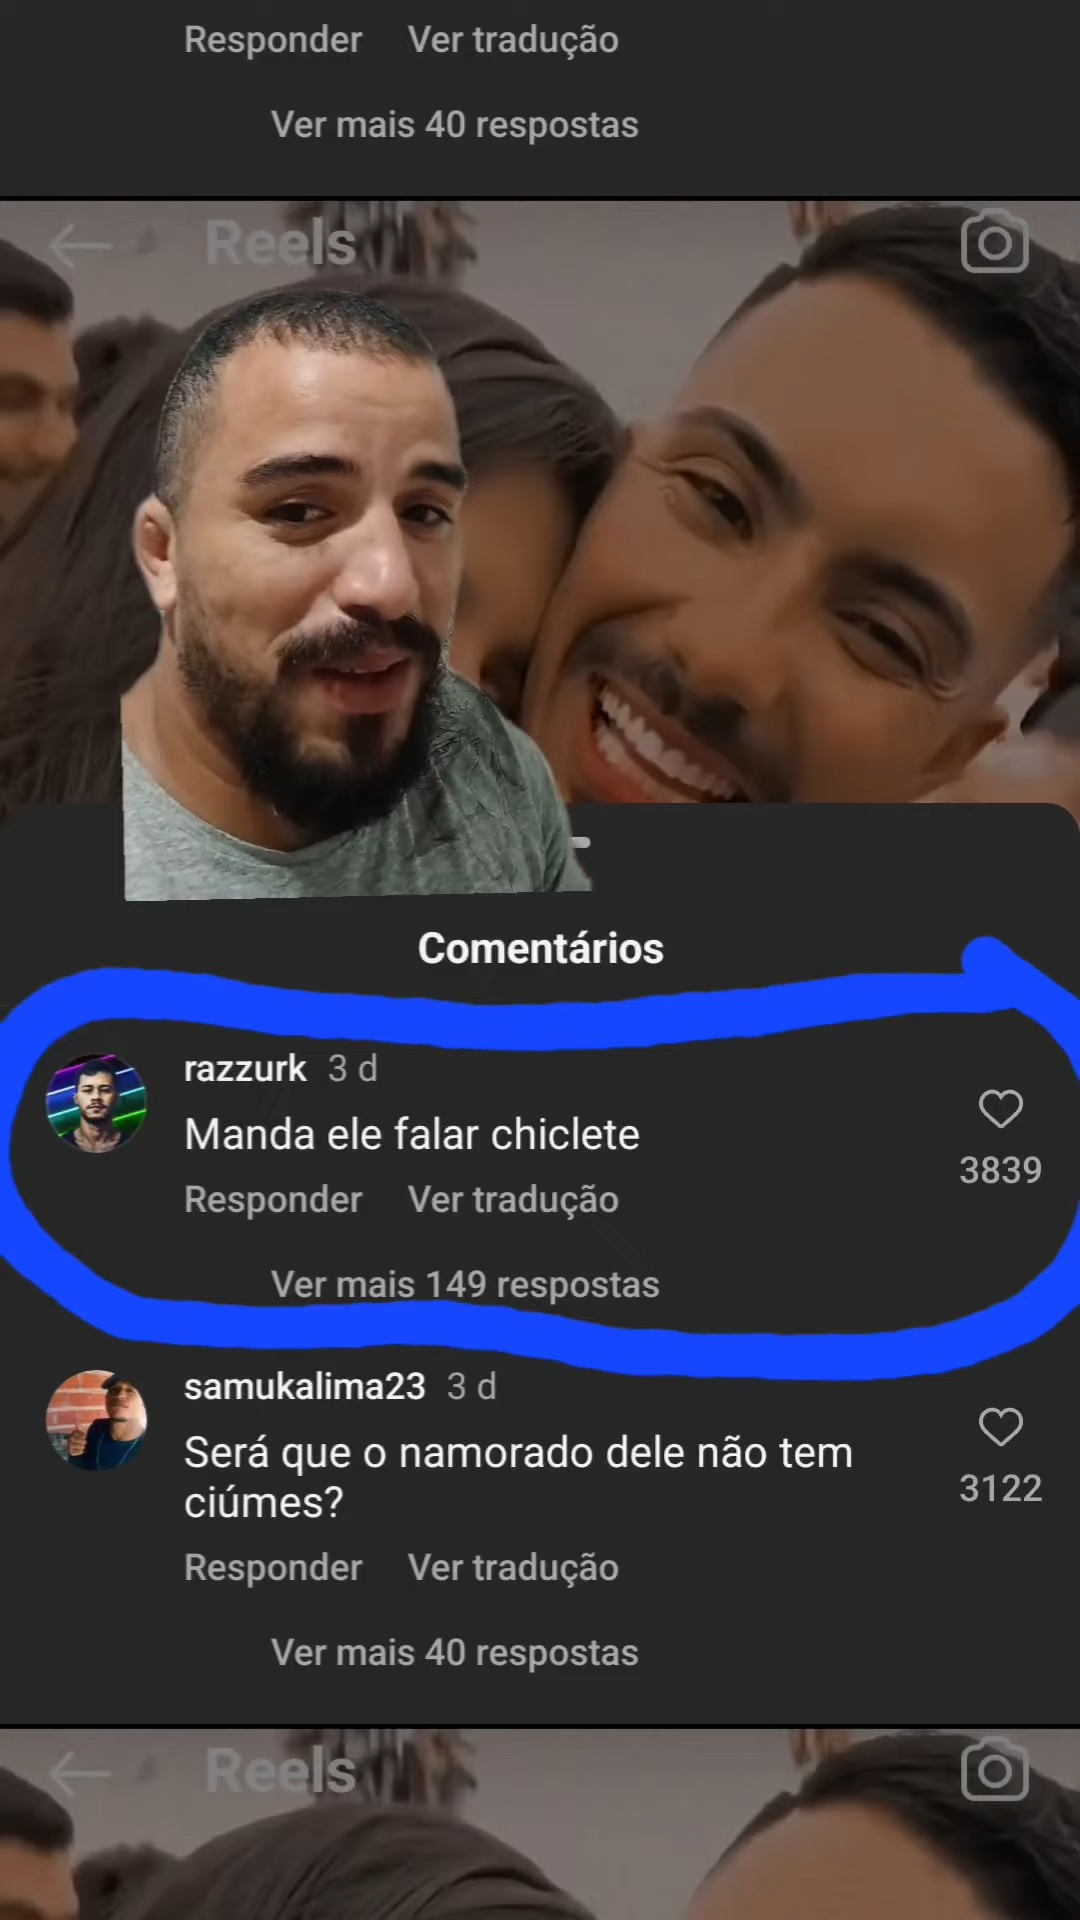 Responder Ver tradução
Ver mais 40 respostas
Reels
Comentários
razzurk 3 d
Manda ele falar chiclete
3839
Responder Ver tradução
Ver mais 149 respostas
samukalima23 3 d
Será que o namorado dele não tem
ciúmes?
3122
Responder Ver tradução
Ver mais 40 respostas
Reels